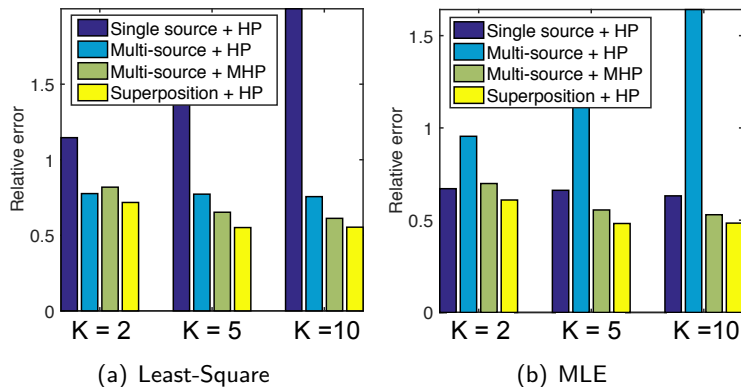 Single source + HP
Multi-source + HP
Multi-source + MHP
Superposition + HP
Relative error
1.5
1
0.5
0
K = 2
K = 5
K =10
(a) Least-Square
Single source + HP
Multi-source + HP
Multi-source + MHP
Superposition + HP
Relative error
1.5
1
0.5
0
K = 2
K = 5
K =10
(b) MLE